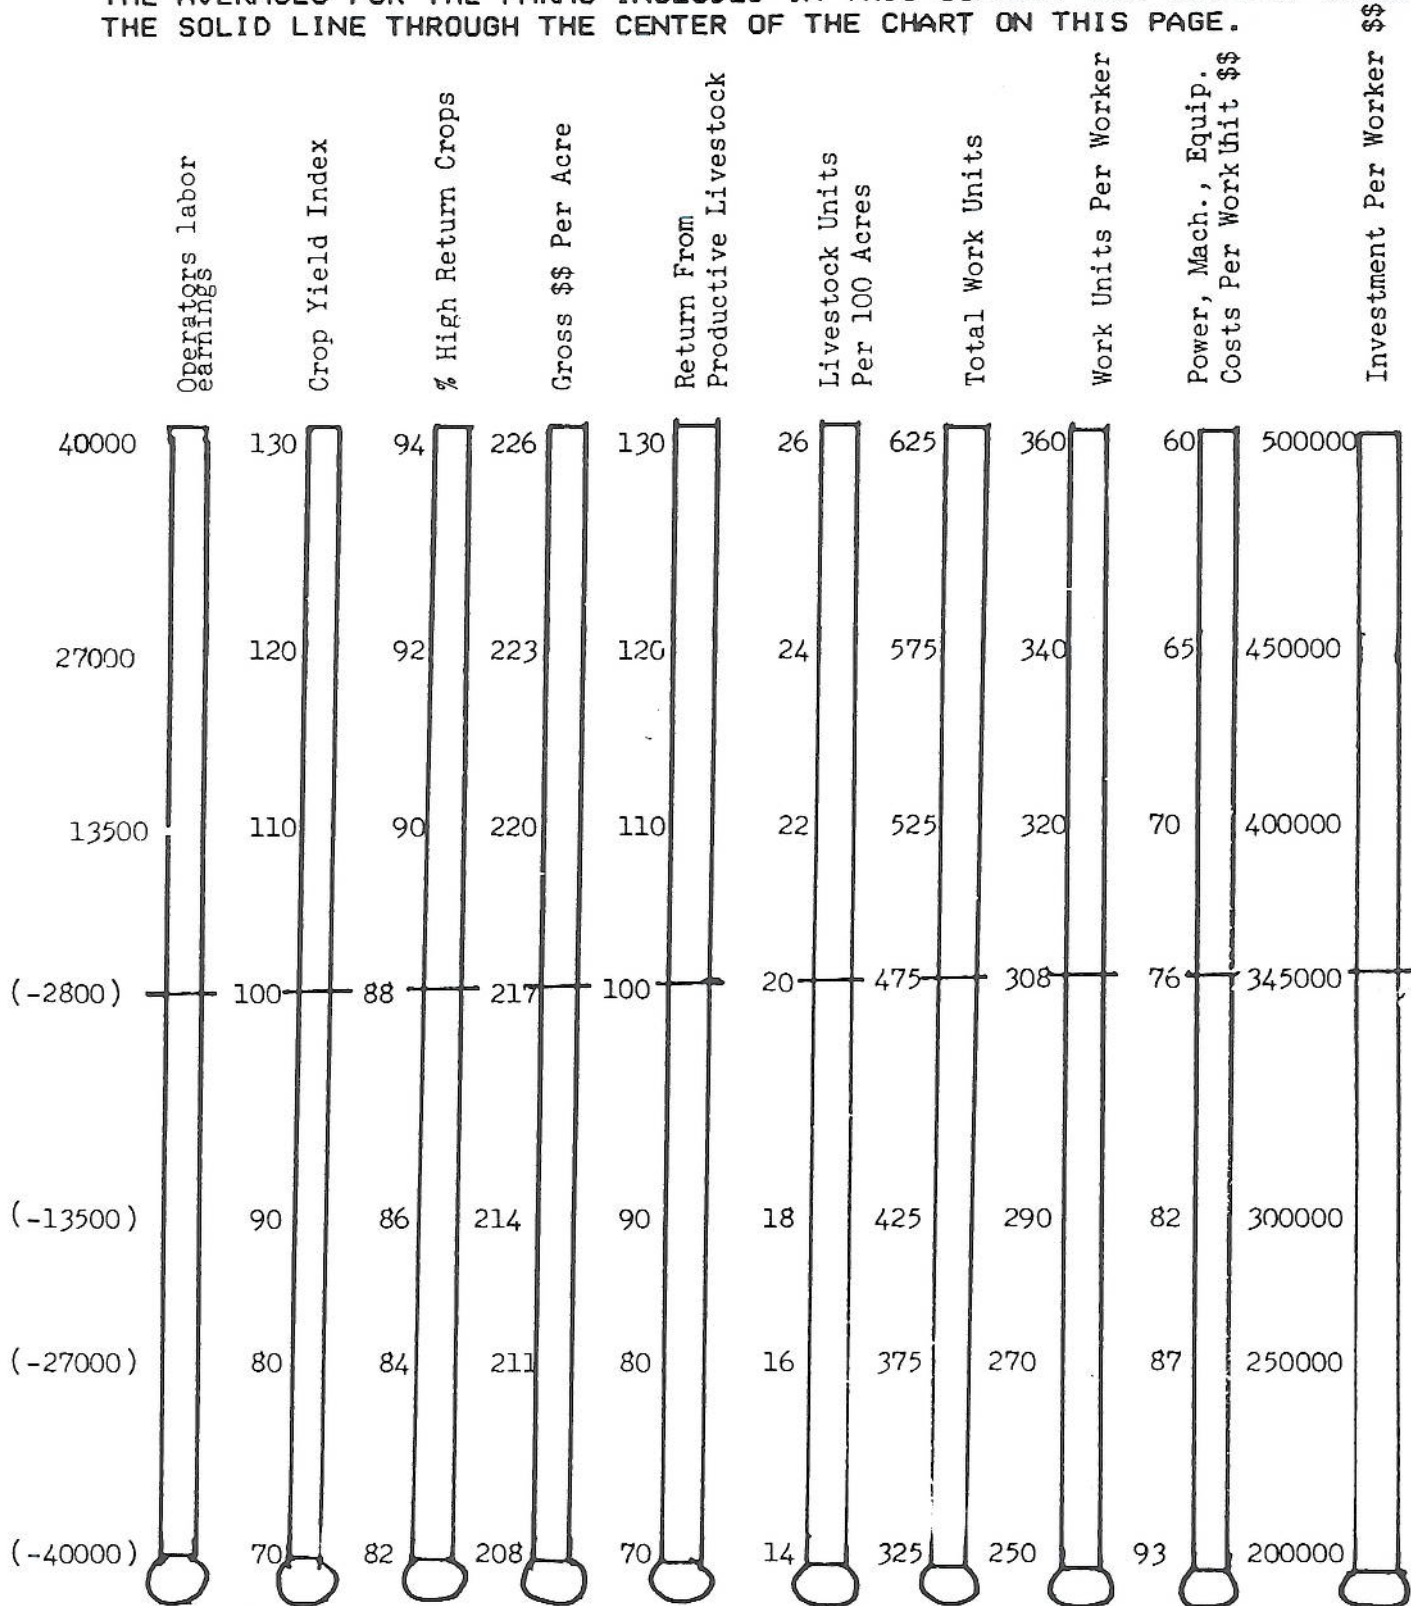 THE SOLID LINE THROUGH THE CENTER OF THE CHART ON THIS PAGE.
Operators labor
earnings
Crop Yield Index
% High Return Crops
Gross $$ Per Acre
Return From
Productive Livestock
Livestock Units
Per 100 Acres
Total Work Units
Work Units Per Worker
Power, Mach., Equip.
Costs Per Work Unit $$
Investment Per Worker $$
40000 130 94 226 130 26 625 360 60 500000
27000 120 92 223 120 24 575 340 65 450000
13500 110 90 220 110 22 525 320 70 400000
(-2800) 100 88 217 100 20 475 308 76 345000
(-13500) 90 86 214 90 18 425 290 82 300000
(-27000) 80 84 211 80 16 375 270 87 250000
(-40000) 70 82 208 70 14 325 250 93 200000